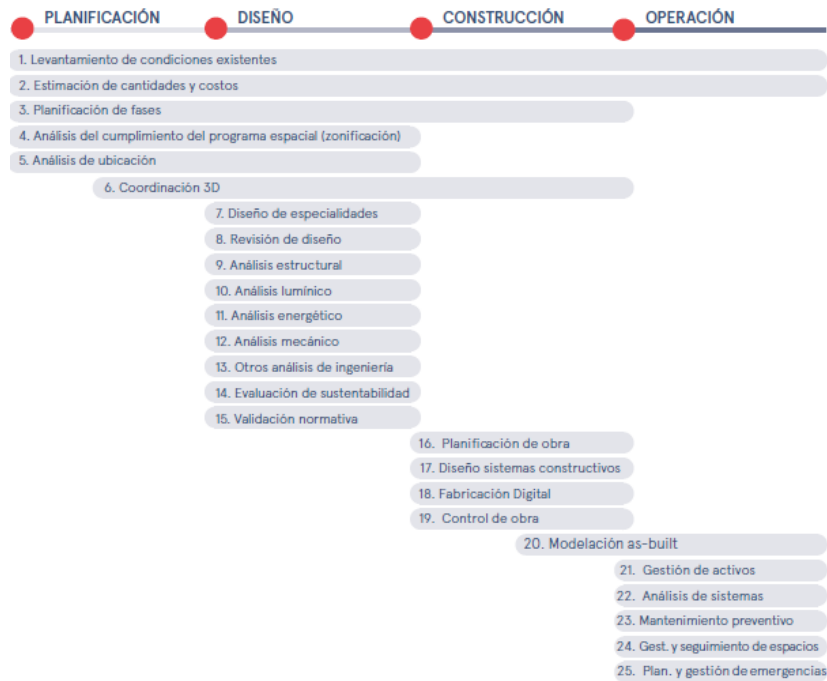 PLANIFICACIÓN DISEÑO CONSTRUCCIÓN OPERACIÓN
1. Levantamiento de condiciones existentes
2. Estimación de cantidades y costos
3. Planificación de fases
4. Análisis del cumplimiento del programa espacial (zonificación)
5. Análisis de ubicación
6. Coordinación 3D
7. Diseño de especialidades
8. Revisión de diseño
9. Análisis estructural
10. Análisis lumínico
11. Análisis energético
12. Análisis mecánico
13. Otros análisis de ingeniería
14. Evaluación de sustentabilidad
15. Validación normativa
16. Planificación de obra
17. Diseño sistemas constructivos
18. Fabricación Digital
19. Control de obra
20. Modelación as-built
21. Gestión de activos
22. Análisis de sistemas
23. Mantenimiento preventivo
24. Gest. y seguimiento de espacios
25. Plan. y gestión de emergencias